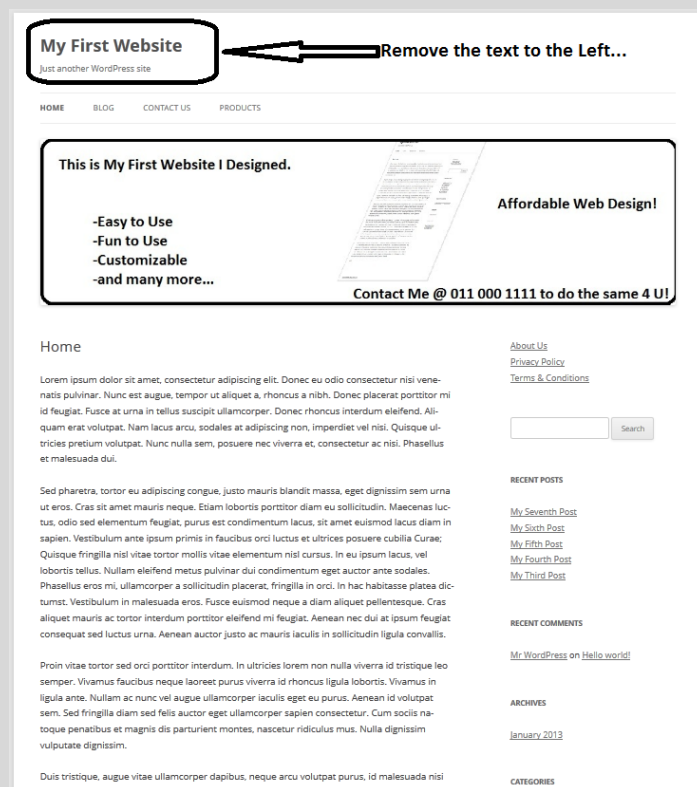 My First Website
Just another WordPress site
Remove the text to the Left...
HOME BLOG CONTACT US PRODUCTS
This is My First Website I Designed.
Affordable Web Design!
-Easy to Use
-Fun to Use
-Customizable
-and many more...
Contact Me @ 011 000 1111 to do the same 4 U!
Home
Lorem ipsum dolor sit amet, consectetur adipiscing elit. Donec eu odio consectetur nisi vene-
natis pulvinar. Nunc est augue, tempor ut aliquet a, rhoncus a nibh. Donec placerat porttitor mi
id feugiat. Fusce at urna in tellus suscipit ullamcorper. Donec rhoncus interdum eleifend. Ali-
quam erat volutpat. Nam lacus arcu, sodales at adipiscing non, imperdiet vel nisi. Quisque ul-
tricies pretium volutpat. Nunc nulla sem, posuere nec viverra et, consectetur ac nisi. Phasellus
et malesuada dui.
Sed pharetra, tortor eu adipiscing congue, justo mauris blandit massa, eget dignissim sem urna
ut eros. Cras sit amet mauris neque. Etiam lobortis porttitor diam eu sollicitudin. Maecenas luc-
tus, odio sed elementum feugiat, purus est condimentum lacus, sit amet euismod lacus diam in
sapien. Vestibulum ante ipsum primis in faucibus orci luctus et ultrices posuere cubilia Curae;
Quisque fringilla nisl vitae tortor mollis vitae elementum nisl cursus. In eu ipsum lacus, vel
lobortis tellus. Nullam eleifend metus pulvinar dui condimentum eget auctor ante sodales.
Phasellus eros mi, ullamcorper a sollicitudin placerat, fringilla in orci. In hac habitasse platea dic-
tumst. Vestibulum in malesuada eros. Fusce euismod neque a diam aliquet pellentesque. Cras
aliquet mauris ac tortor interdum porttitor eleifend mi feugiat. Aenean nec dui at ipsum feugiat
consequat sed luctus urna. Aenean auctor justo ac mauris iaculis in sollicitudin ligula convallis.
Proin vitae tortor sed orci porttitor interdum. In ultricies lorem non nulla viverra id tristique leo
semper. Vivamus faucibus neque laoreet purus viverra id rhoncus ligula lobortis. Vivamus in
ligula ante. Nullam ac nunc vel augue ullamcorper iaculis eget eu purus. Aenean id volutpat
sem. Sed fringilla diam sed felis auctor eget ullamcorper sapien consectetur. Cum sociis na-
toque penatibus et magnis dis parturient montes, nascetur ridiculus mus. Nulla dignissim
vulputate dignissim.
Duis tristique, augue vitae ullamcorper dapibus, neque arcu volutpat purus, id malesuada nisi
About Us
Privacy Policy
Terms & Conditions
Search
RECENT POSTS
My Seventh Post
My Sixth Post
My Fifth Post
My Fourth Post
My Third Post
RECENT COMMENTS
Mr WordPress on Hello world!
ARCHIVES
January 2013
CATEGORIES